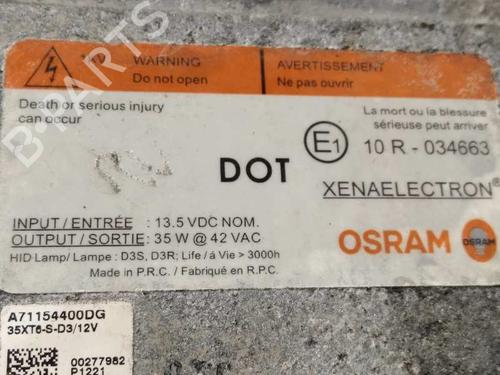 WARNING
Do not open
AVERTISSEMENT
Ne pas ouvrir
Death or serious injury
can occur
La mort ou la blessure
sérieuse peut arriver
E1
10 R - 034663
DOT
XENAELECTRON®
INPUT / ENTRÉE : 13.5 VDC NOM.
OUTPUT / SORTIE: 35 W @ 42 VAC
OSRAM
HID Lamp/ Lampe : D3S, D3R; Life / á Vie > 3000h
Made in P.R.C. / Fabriqué en R.P.C.
A71154400DG
35XT6-S-D3/12V
00277982
P1221
B-PARTS